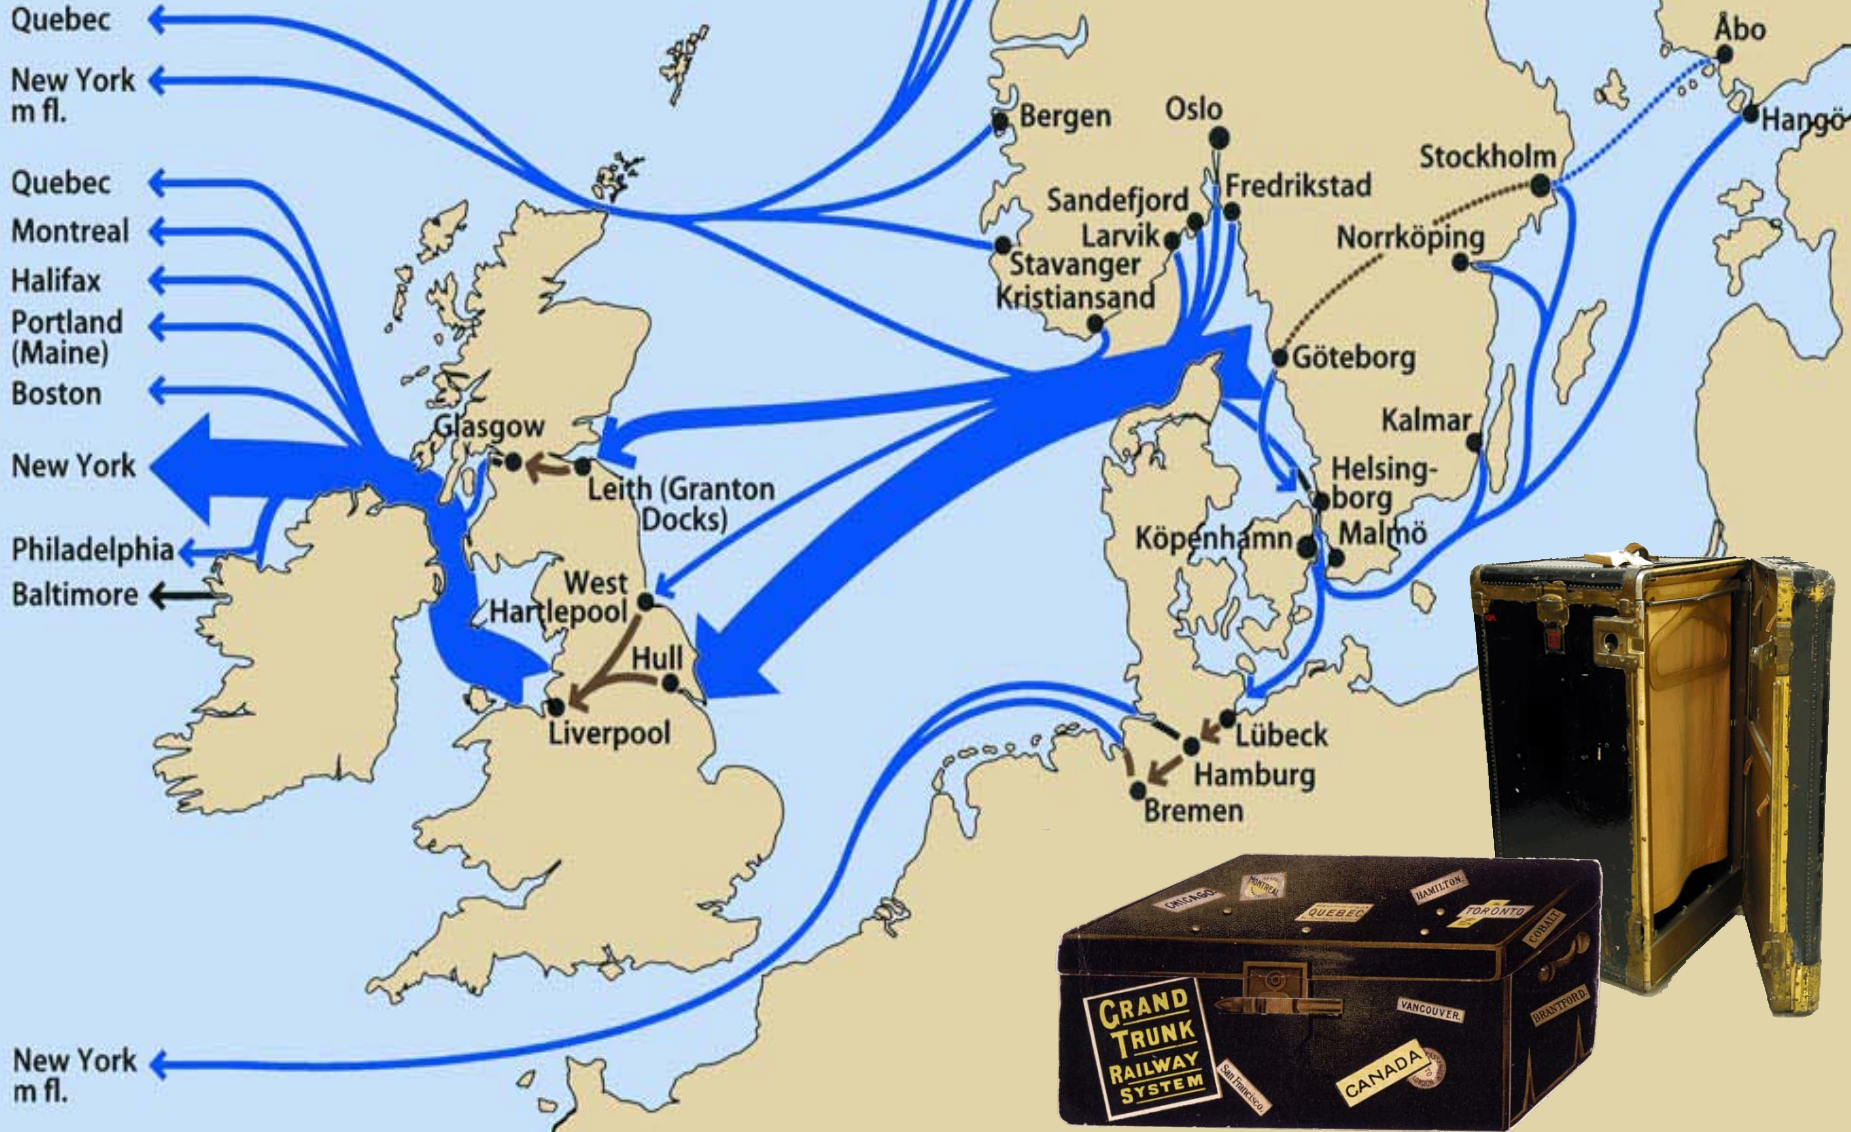 Quebec
New York
m fl.
Quebec
Montreal
Halifax
Portland
(Maine)
Boston
New York
Philadelphia
Baltimore
New York
m fl.
Glasgow
Leith (Granton
Docks)
West
Hartlepool
Hull
Liverpool
Bergen
Oslo
Sandefjord
Fredrikstad
Larvik
Stavanger
Kristiansand
Åbo
Hangö
Stockholm
Norrköping
Göteborg
Kalmar
Helsing-
borg
Malmö
Köpenhamn
Lübeck
Hamburg
Bremen
CHICAGO.
MONTREAL
QUEBEC
HAMILTON.
TORONTO
COBALT
GRAND
TRUNK
RAILWAY
SYSTEM
San Francisco.
VANCOUVER.
BRANTFORD.
CANADA